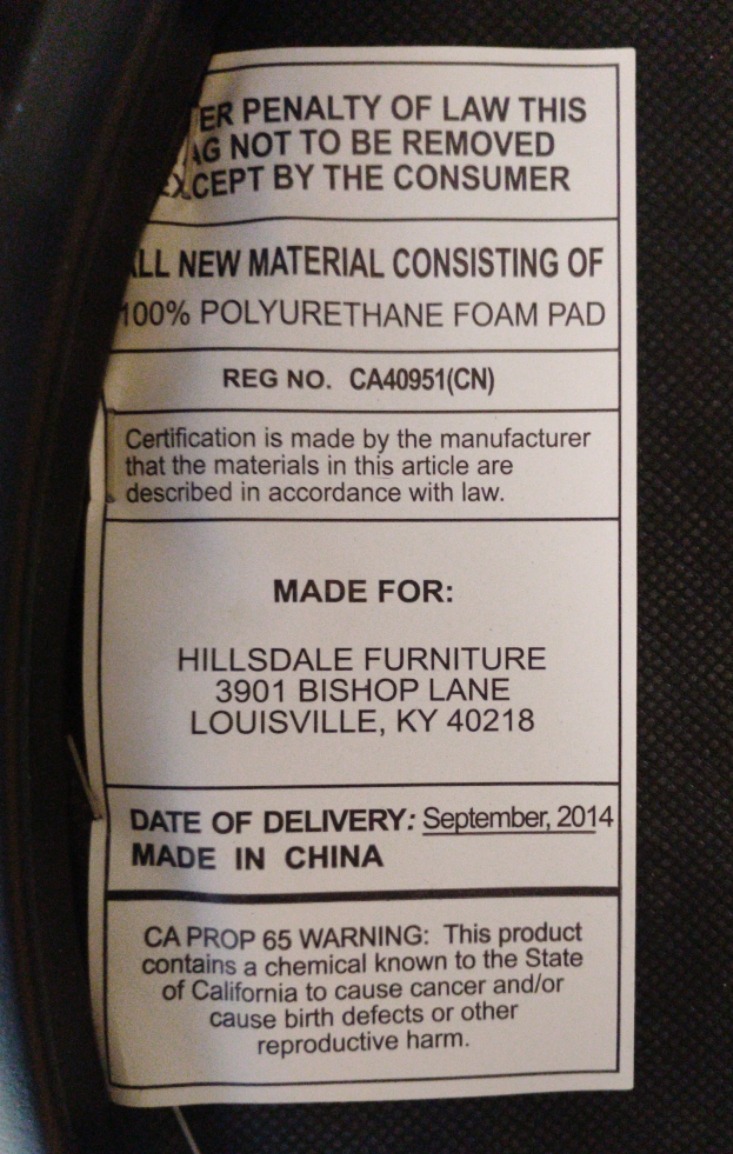 ER PENALTY OF LAW THIS
AG NOT TO BE REMOVED
EXCEPT BY THE CONSUMER
ALL NEW MATERIAL CONSISTING OF
100% POLYURETHANE FOAM PAD
REG NO. CA40951(CN)
Certification is made by the manufacturer
that the materials in this article are
described in accordance with law.
MADE FOR:
HILLSDALE FURNITURE
3901 BISHOP LANE
LOUISVILLE, KY 40218
DATE OF DELIVERY: September, 2014
MADE IN CHINA
CA PROP 65 WARNING: This product
contains a chemical known to the State
of California to cause cancer and/or
cause birth defects or other
reproductive harm.